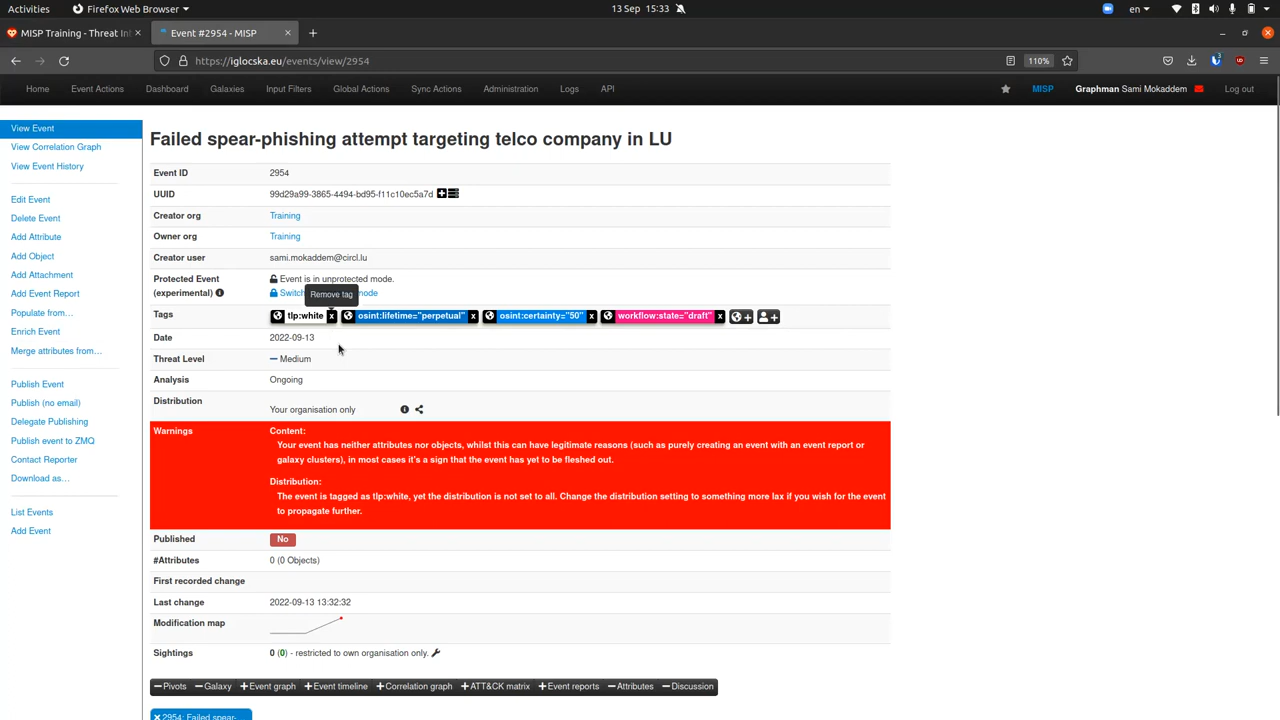 Activities Firefox Web Browser 13 Sep 15:33 en
MISP Training - Threat In × Event #2954 - MISP × +
https://iglocska.eu/events/view/2954 110%
Home Event Actions Dashboard Galaxies Input Filters Global Actions Sync Actions Administration Logs API MISP Graphman Sami Mokaddem Log out
View Event
View Correlation Graph
View Event History
Edit Event
Delete Event
Add Attribute
Add Object
Add Attachment
Add Event Report
Populate from...
Enrich Event
Merge attributes from...
Publish Event
Publish (no email)
Delegate Publishing
Publish event to ZMQ
Contact Reporter
Download as...
List Events
Add Event
Failed spear-phishing attempt targeting telco company in LU
Event ID 2954
UUID 99d29a99-3865-4494-bd95-f11c10ec5a7d
Creator org Training
Owner org Training
Creator user sami.mokaddem@circl.lu
Protected Event Event is in unprotected mode.
(experimental) Switch mode
Remove tag
Tags tlp:white x osint:lifetime="perpetual" x osint:certainty="50" x workflow:state="draft" x + +
Date 2022-09-13
Threat Level Medium
Analysis Ongoing
Distribution Your organisation only
Warnings Content:
Your event has neither attributes nor objects, whilst this can have legitimate reasons (such as purely creating an event with an event report or
galaxy clusters), in most cases it's a sign that the event has yet to be fleshed out.
Distribution:
The event is tagged as tlp:white, yet the distribution is not set to all. Change the distribution setting to something more lax if you wish for the event
to propagate further.
Published No
#Attributes 0 (0 Objects)
First recorded change
Last change 2022-09-13 13:32:32
Modification map
Sightings 0 (0) - restricted to own organisation only.
Pivots Galaxy Event graph Event timeline Correlation graph ATT&CK matrix Event reports Attributes Discussion
2954: Failed spear-